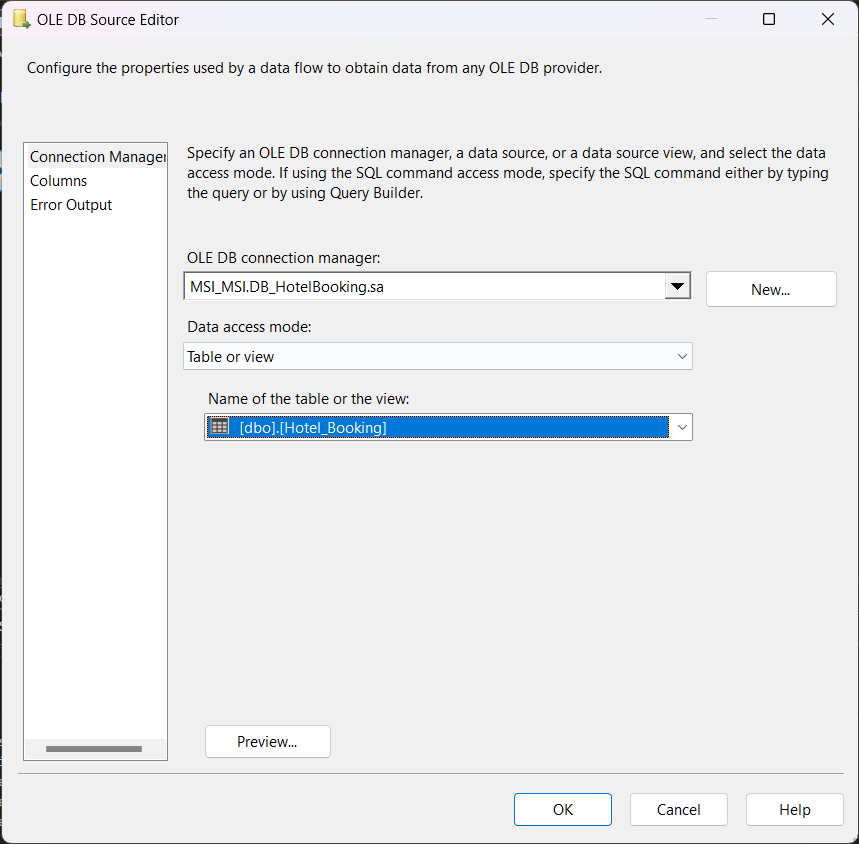 OLE DB Source Editor
Configure the properties used by a data flow to obtain data from any OLE DB provider.
Connection Manager
Columns
Error Output
Specify an OLE DB connection manager, a data source, or a data source view, and select the data
access mode. If using the SQL command access mode, specify the SQL command either by typing
the query or by using Query Builder.
OLE DB connection manager:
MSI_MSI.DB_HotelBooking.sa
New...
Data access mode:
Table or view
Name of the table or the view:
[dbo].[Hotel_Booking]
Preview...
OK
Cancel
Help